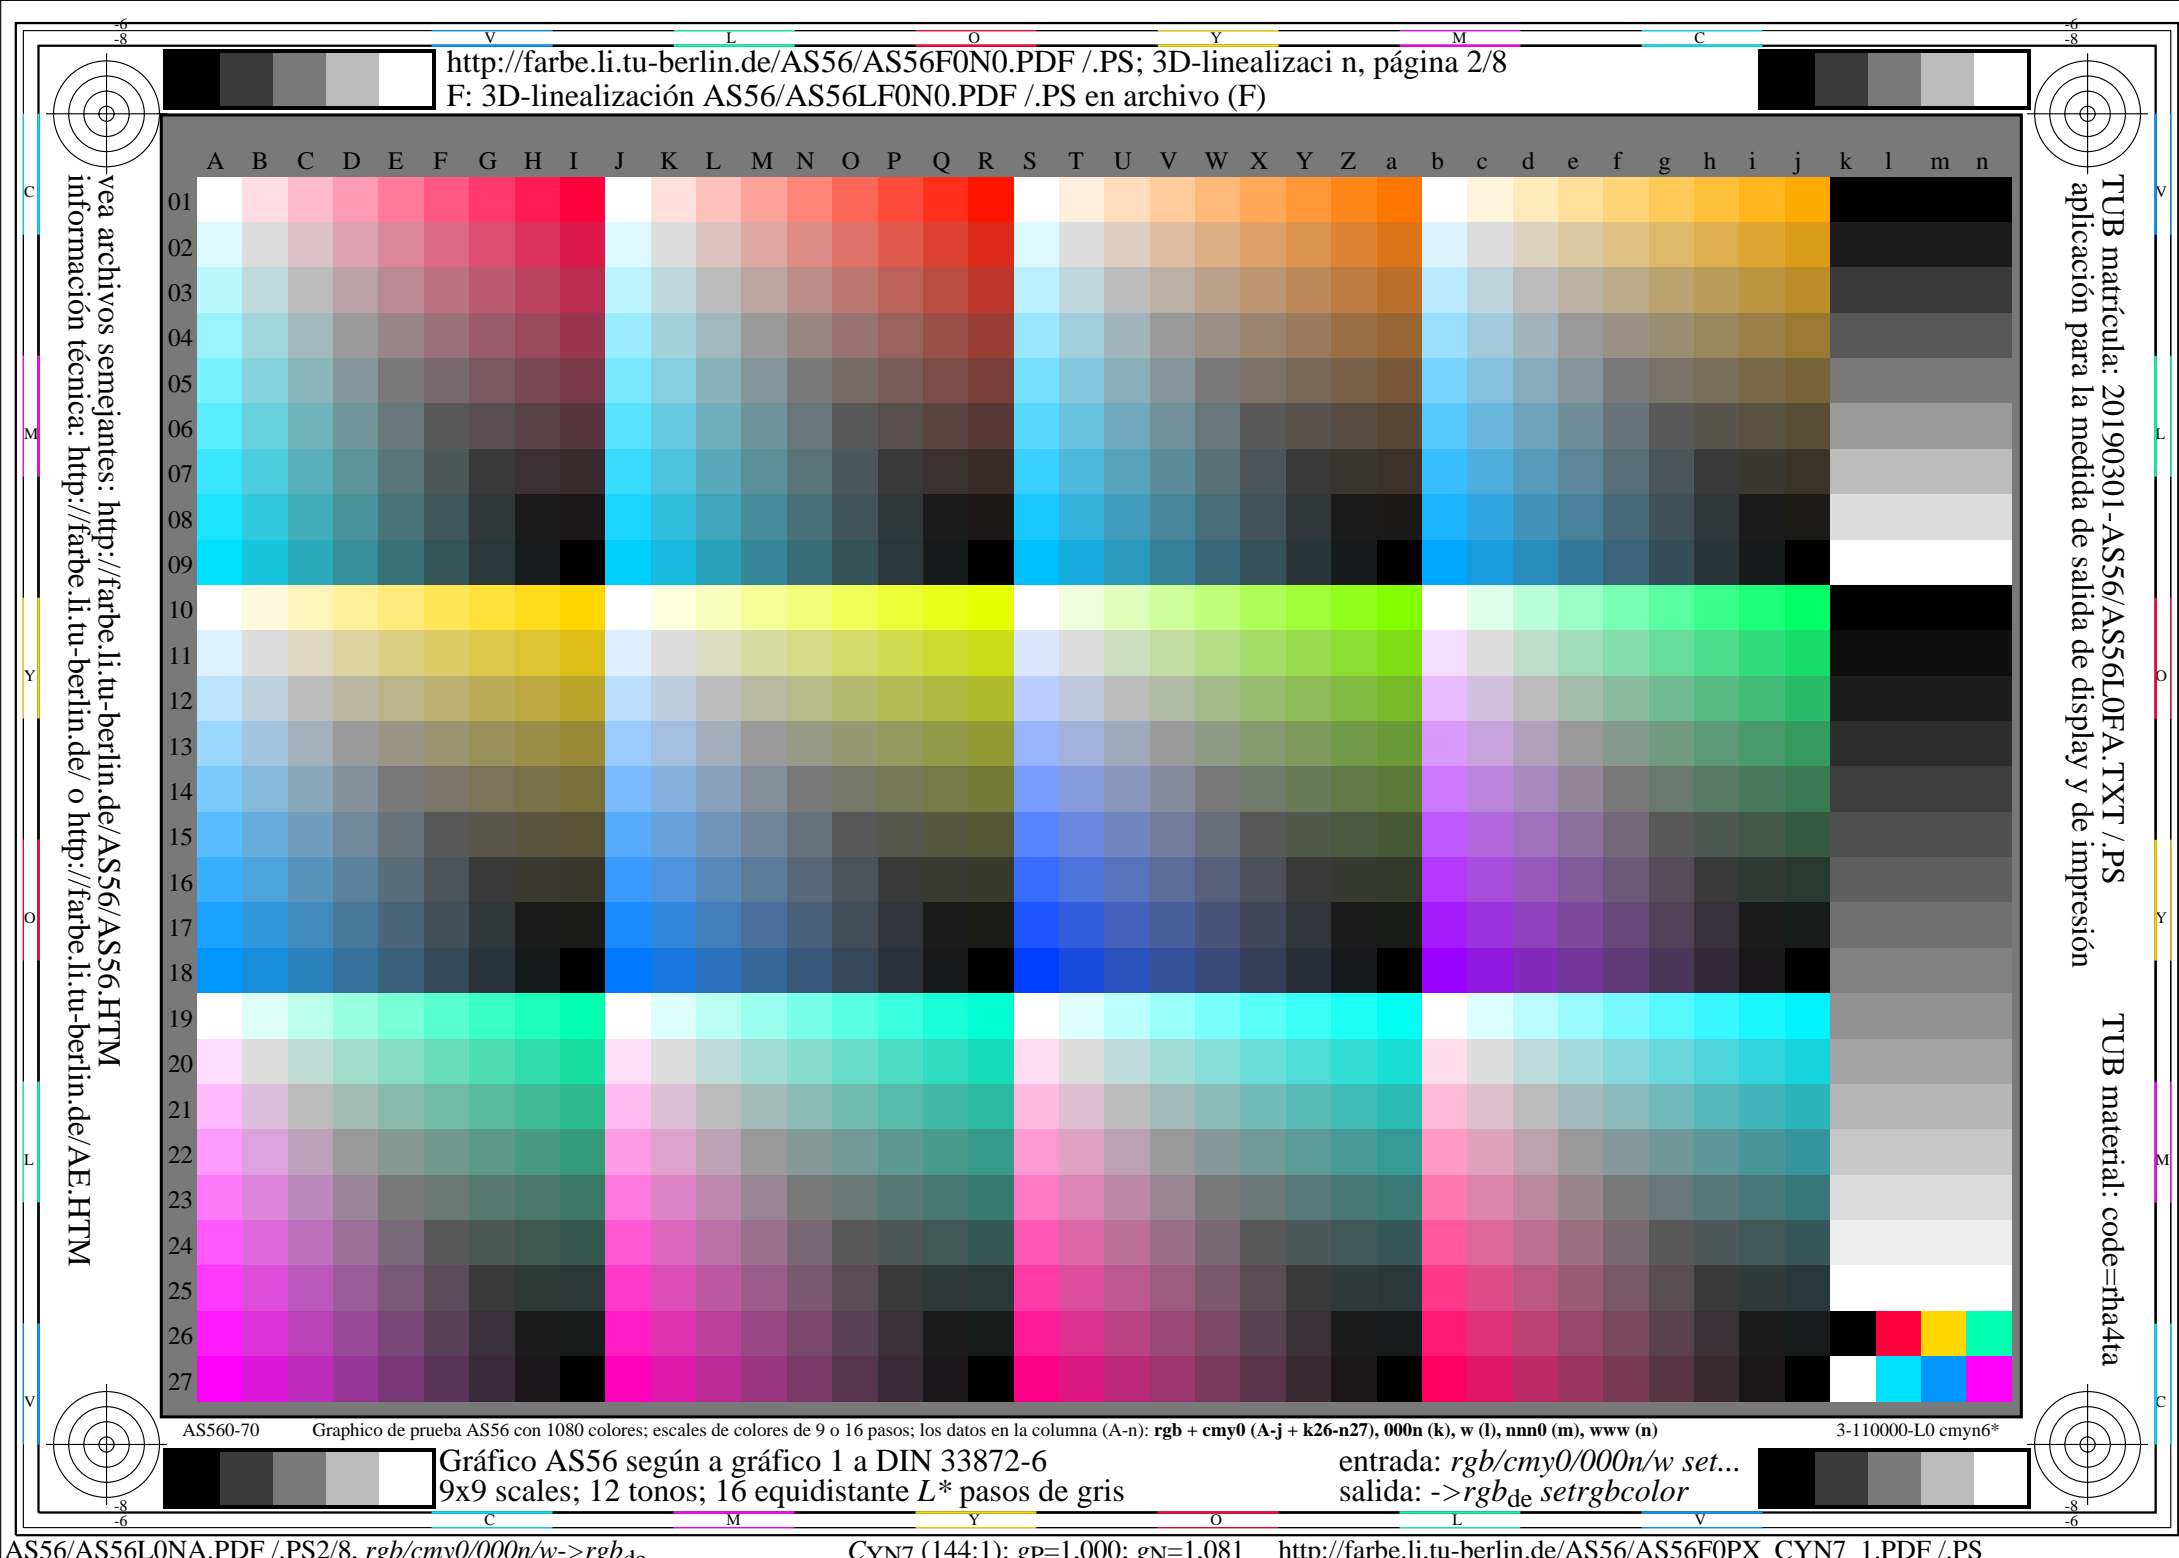 -6
-8
V L O Y M C
-6
-8
http://farbe.li.tu-berlin.de/AS56/AS56F0N0.PDF /.PS; 3D-linealizaci n, página 2/8
F: 3D-linealización AS56/AS56LF0N0.PDF /.PS en archivo (F)
A B C D E F G H I J K L M N O P Q R S T U V W X Y Z a b c d e f g h i j k l m n
01
02
03
04
05
06
07
08
09
10
11
12
13
14
15
16
17
18
19
20
21
22
23
24
25
26
27
C
M
Y
O
L
V
vea archivos semejantes: http://farbe.li.tu-berlin.de/AS56/AS56.HTM
información técnica: http://farbe.li.tu-berlin.de/ o http://farbe.li.tu-berlin.de/AE.HTM
TUB matrícula: 20190301-AS56/AS56L0FA.TXT /.PS
aplicación para la medida de salida de display y de impresión
TUB material: code=rha4ta
V
L
O
Y
M
C
AS560-70
Graphico de prueba AS56 con 1080 colores; escales de colores de 9 o 16 pasos; los datos en la columna (A-n): rgb + cmy0 (A-j + k26-n27), 000n (k), w (l), nnn0 (m), www (n)
3-110000-L0 cmyn6*
Gráfico AS56 según a gráfico 1 a DIN 33872-6
9x9 scales; 12 tonos; 16 equidistante L* pasos de gris
entrada: rgb/cmy0/000n/w set...
salida: ->rgbde setrgbcolor
-8
-6
C M Y O L V
-8
-6
AS56/AS56L0NA.PDF /.PS2/8, rgb/cmy0/000n/w->rgbde
CYN7 (144:1): gP=1.000; gN=1.081
http://farbe.li.tu-berlin.de/AS56/AS56F0PX_CYN7_1.PDF /.PS